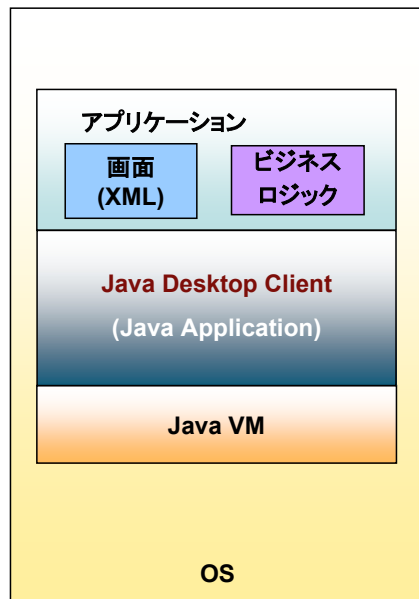 アプリケーション
画面
(XML)
ビジネス
ロジック
Java Desktop Client
(Java Application)
Java VM
OS